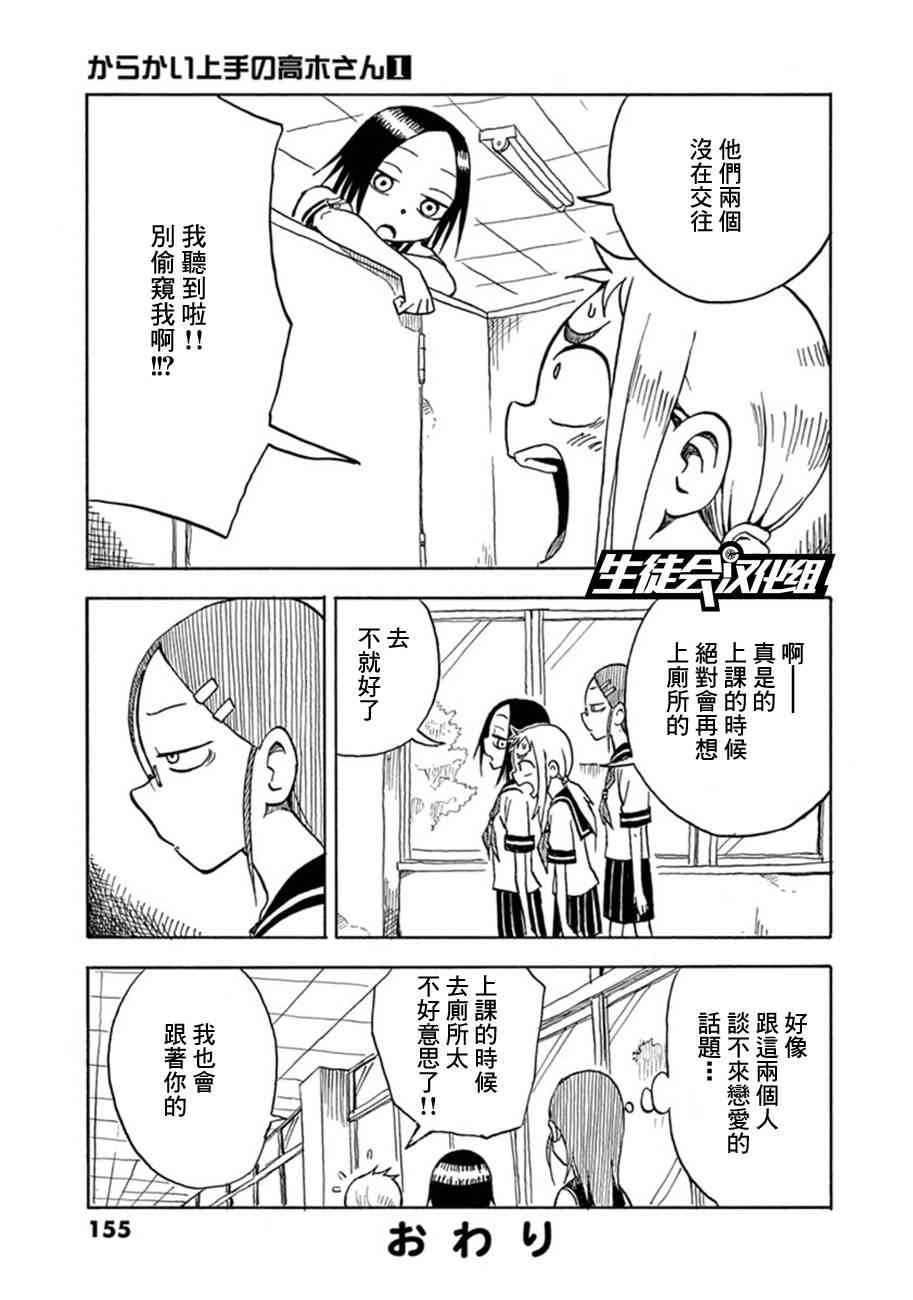 からかい上手の高木さん1
他們兩個
沒在交往
我聽到啦!!
別偷窺我啊!!?
生徒会汉化组
啊——
真是的
上課的時候
絕對會再想
上廁所的
去
不就好了
好像
跟這兩個人
談不來戀愛的
話題…
上課的時候
去廁所太
不好意思了!!
我也會
跟著你的
155
おわり